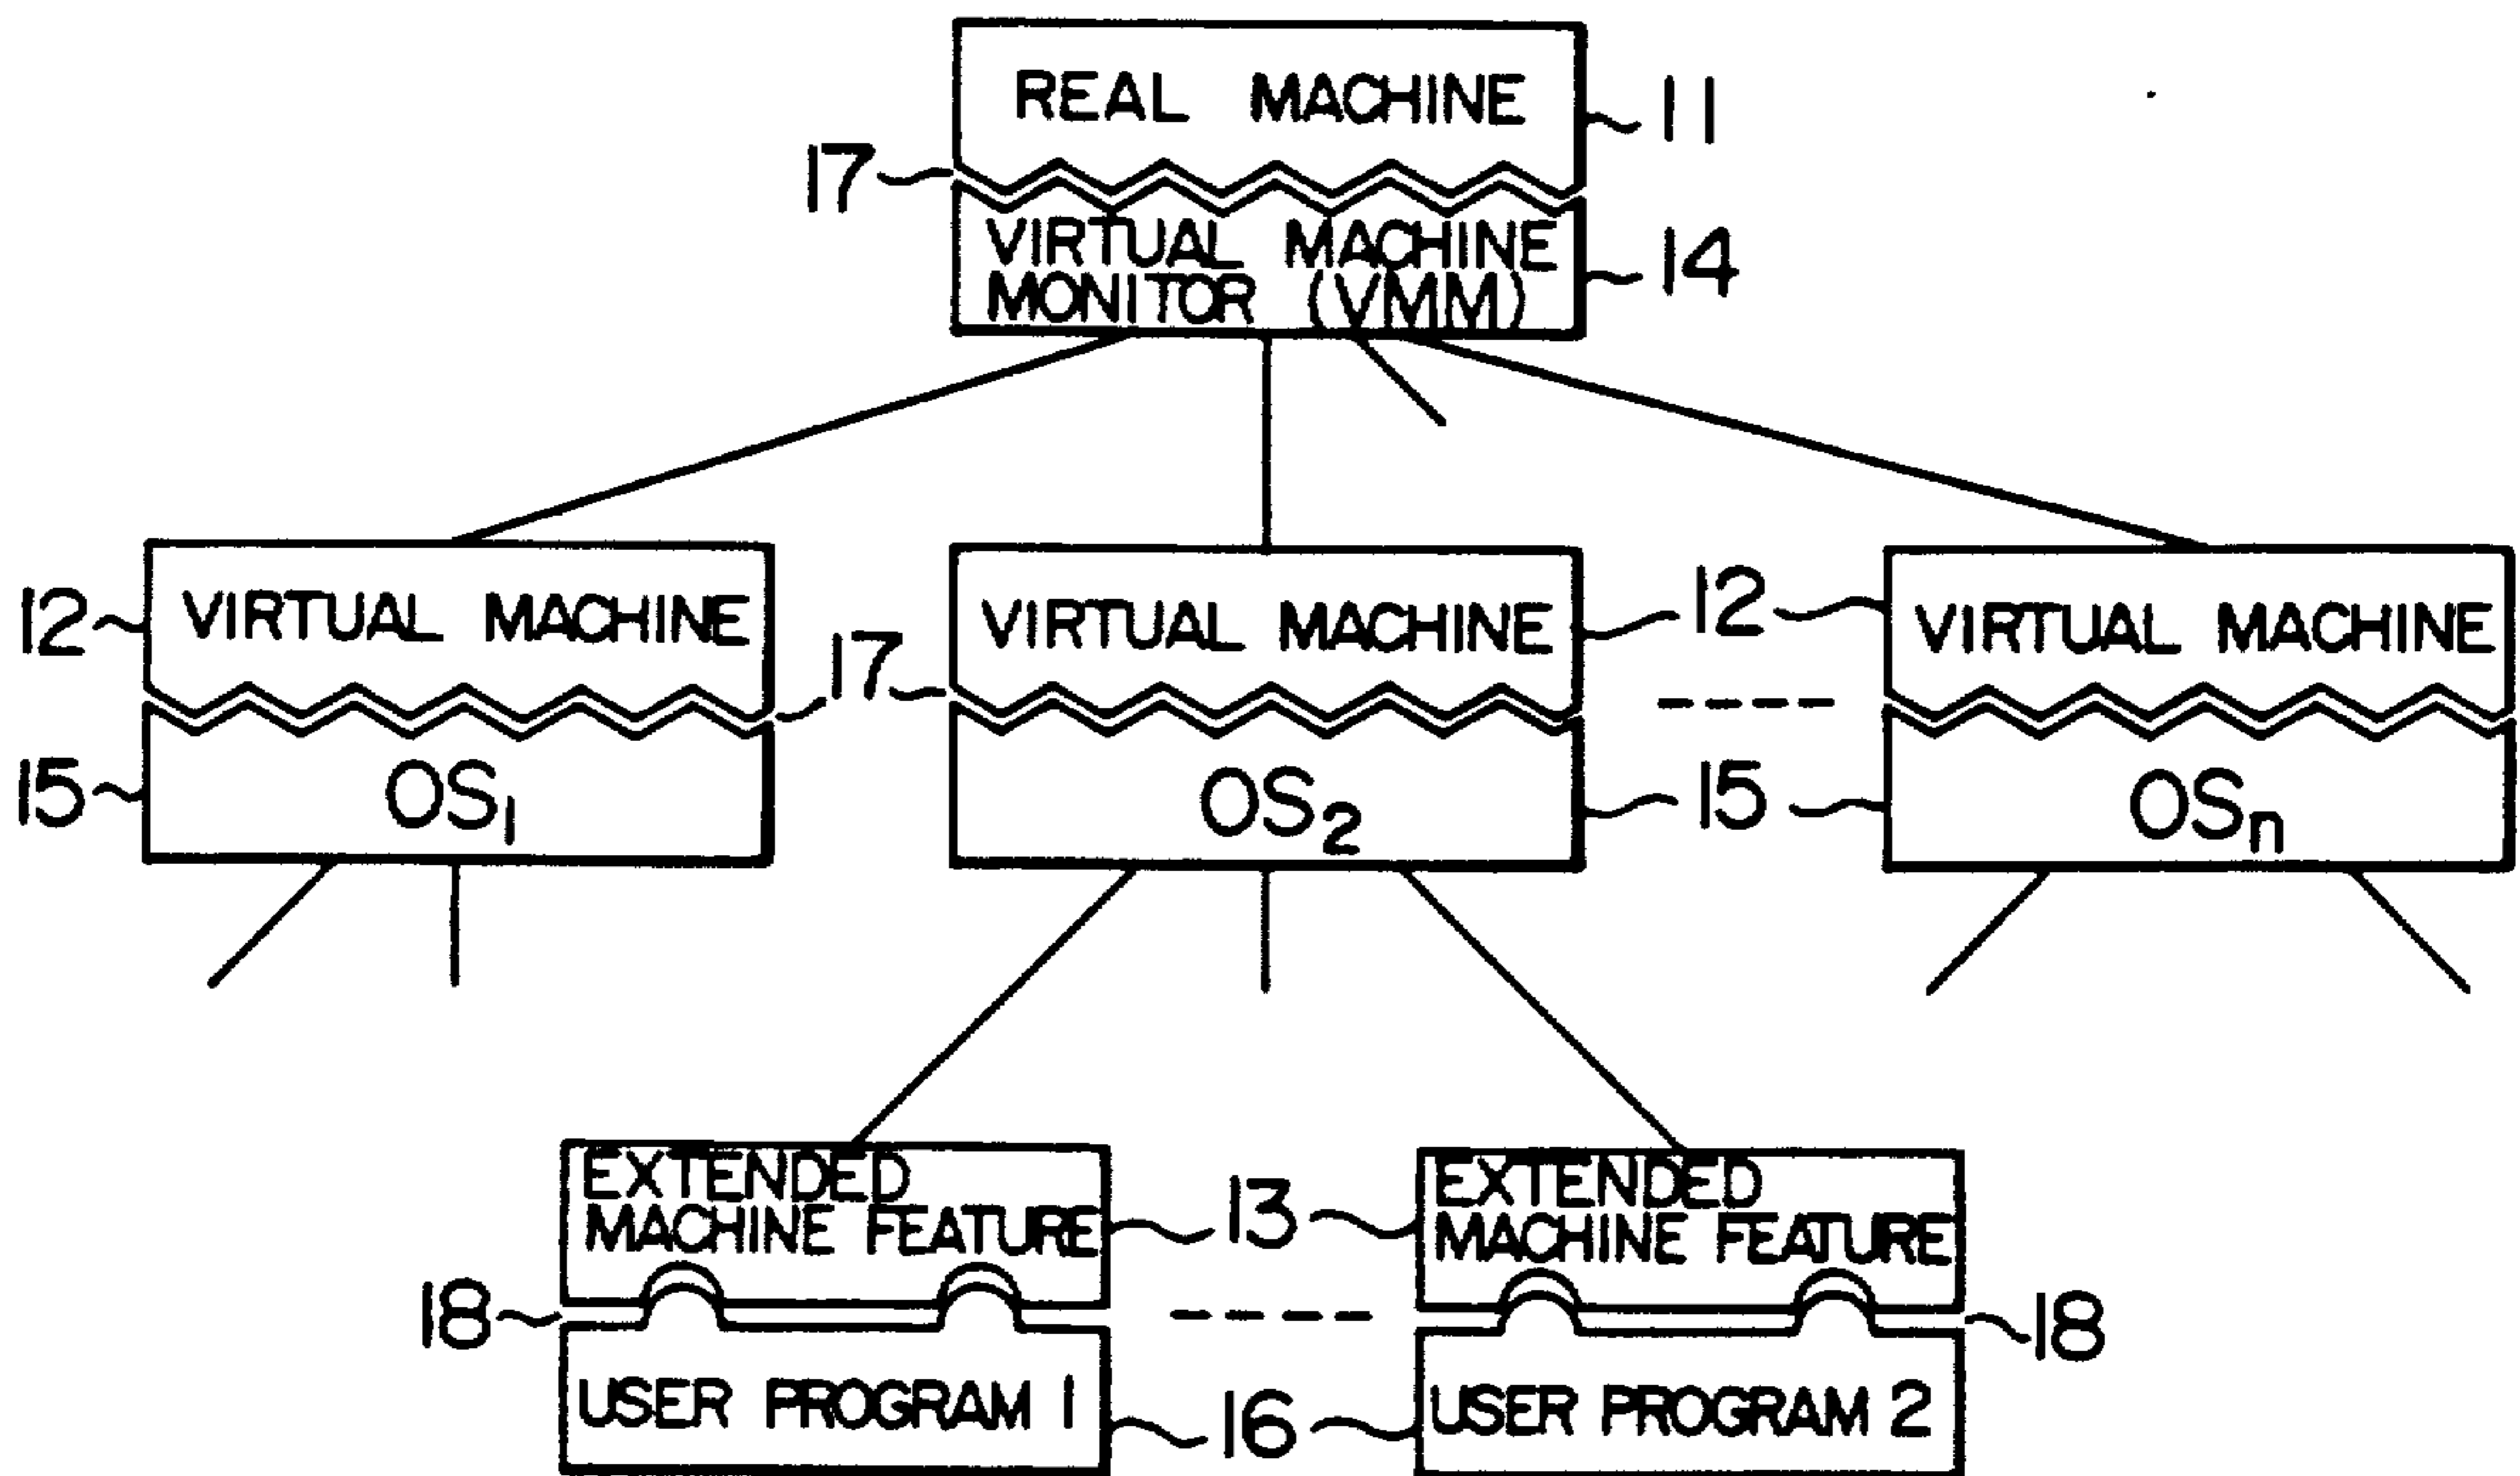 REAL MACHINE
11
17
VIRTUAL MACHINE
MONITOR (VMM)
14
12
VIRTUAL MACHINE
17
VIRTUAL MACHINE
12
VIRTUAL MACHINE
15
OS1
OS2
15
OSn
EXTENDED
MACHINE FEATURE
13
EXTENDED
MACHINE FEATURE
18
18
USER PROGRAM 1
16
USER PROGRAM 2